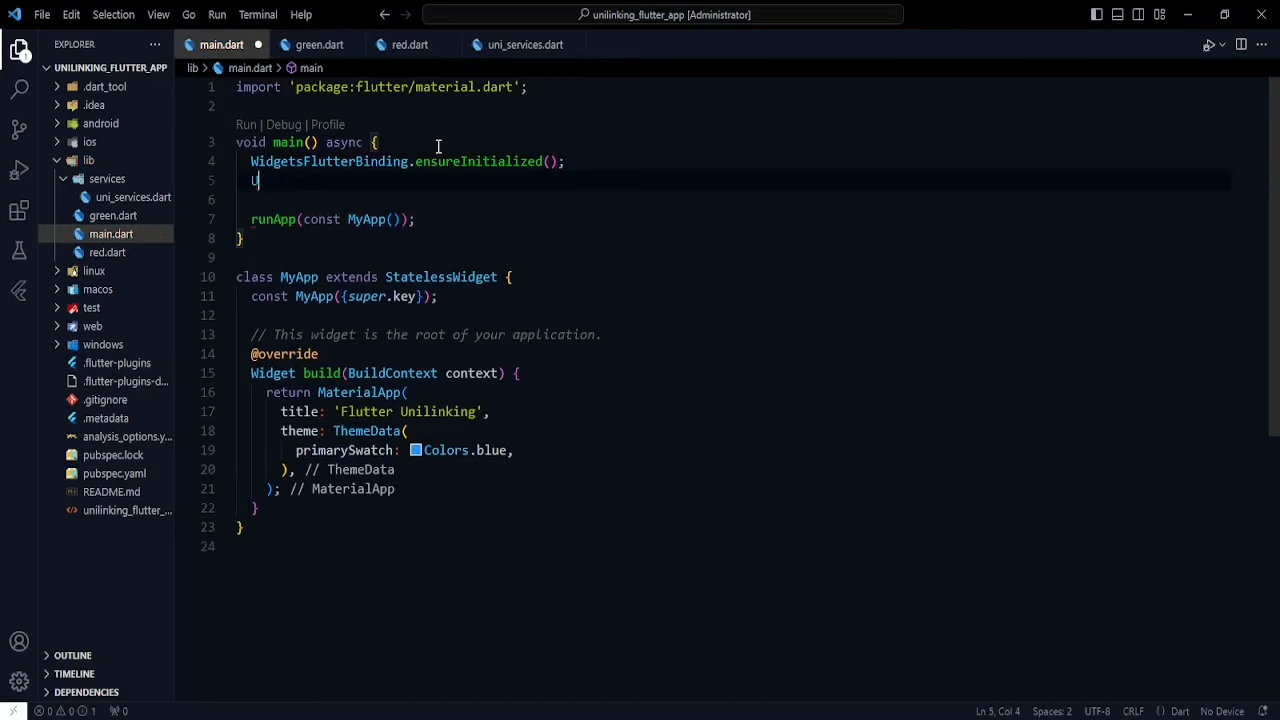 File Edit Selection View Go Run Terminal Help
unilinking_flutter_app [Administrator]
EXPLORER
UNILINKING_FLUTTER_APP
.dart_tool
.idea
android
ios
lib
services
uni_services.dart
green.dart
main.dart
red.dart
linux
macos
test
web
windows
.flutter-plugins
.flutter-plugins-d...
.gitignore
.metadata
analysis_options.y...
pubspec.lock
pubspec.yaml
README.md
unilinking_flutter_...
OUTLINE
TIMELINE
DEPENDENCIES
main.dart green.dart red.dart uni_services.dart
lib > main.dart > main
1 import 'package:flutter/material.dart';
2
Run | Debug | Profile
3 void main() async {
4 WidgetsFlutterBinding.ensureInitialized();
5 U
6
7 runApp(const MyApp());
8 }
9
10 class MyApp extends StatelessWidget {
11 const MyApp({super.key});
12
13 // This widget is the root of your application.
14 @override
15 Widget build(BuildContext context) {
16 return MaterialApp(
17 title: 'Flutter Unilinking',
18 theme: ThemeData(
19 primarySwatch: Colors.blue,
20 ), // ThemeData
21 ); // MaterialApp
22 }
23 }
24
0 0 1 0 Ln 5, Col 4 Spaces: 2 UTF-8 CRLF {} Dart No Device